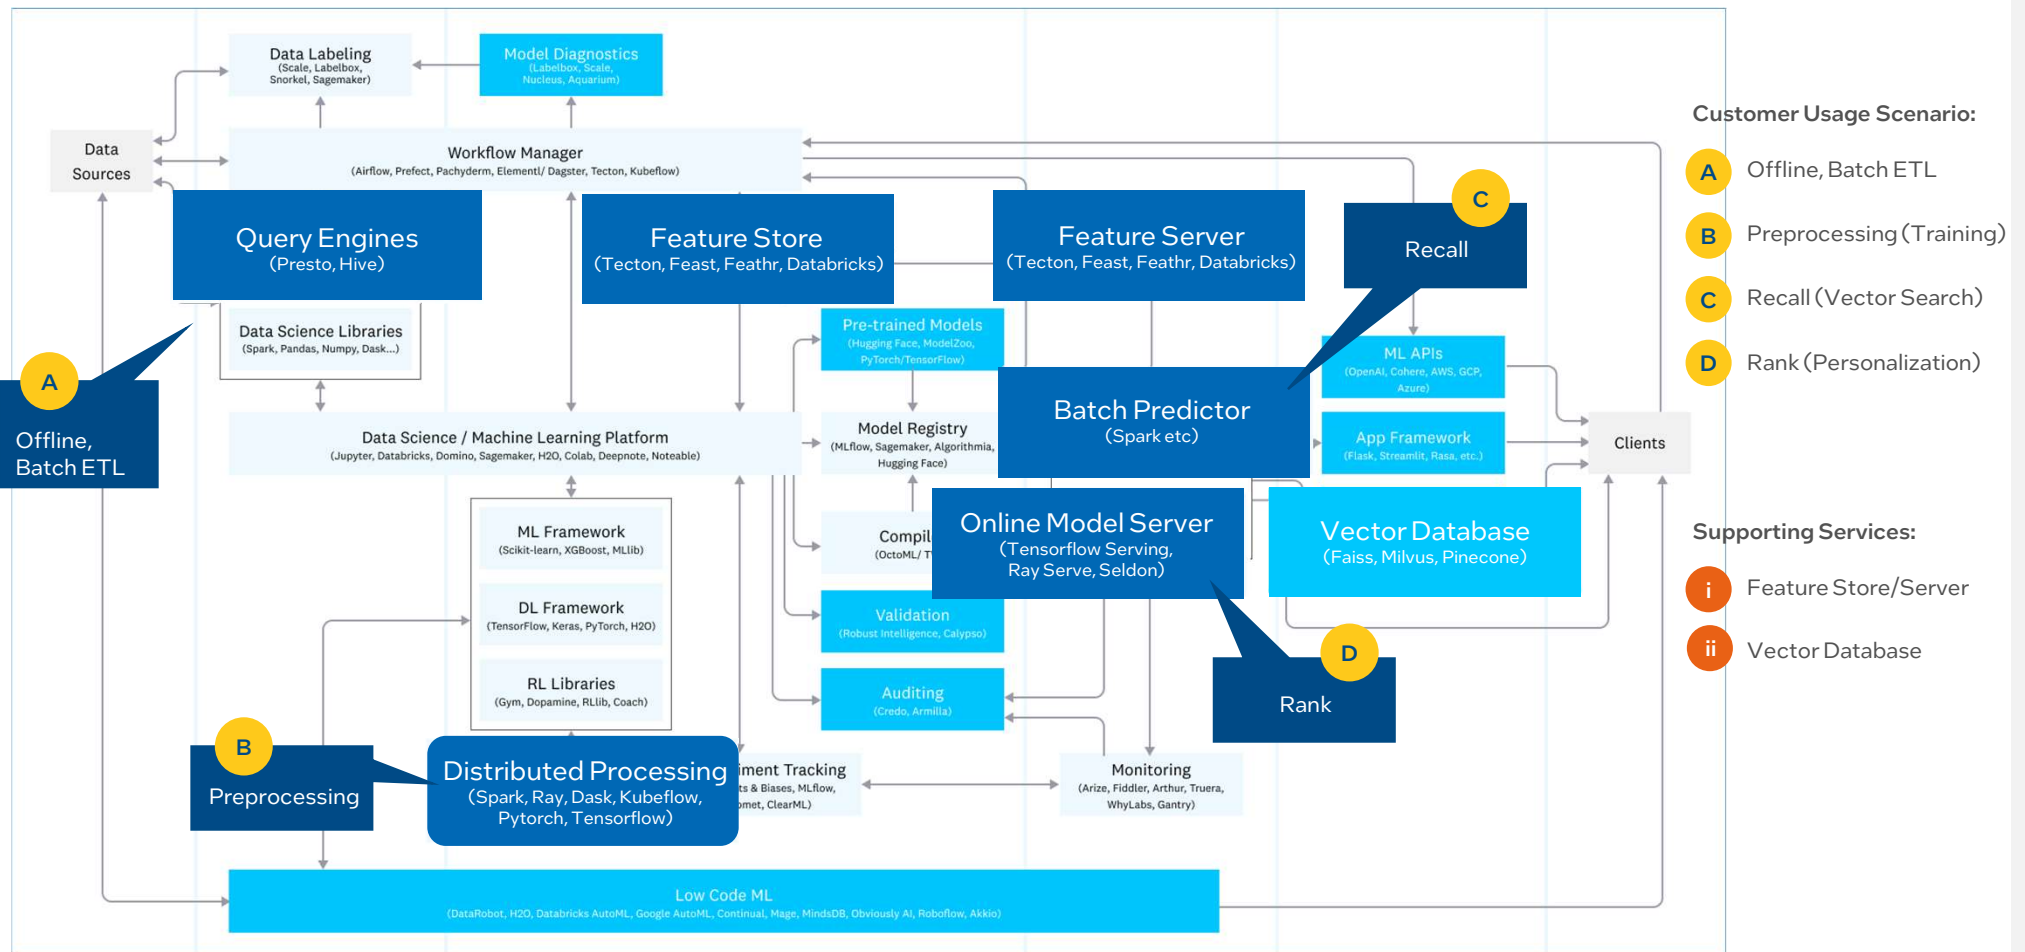 Data Labeling
(Scale, Labelbox,
Snorkel, Sagemaker)
Model Diagnostics
(Labelbox, Scale,
Nucleus, Aquarium)
Data
Sources
Workflow Manager
(Airflow, Prefect, Pachyderm, Elementl/ Dagster, Tecton, Kubeflow)
Query Engines
(Presto, Hive)
Feature Store
(Tecton, Feast, Feathr, Databricks)
Feature Server
(Tecton, Feast, Feathr, Databricks)
C
Recall
Data Science Libraries
(Spark, Pandas, Numpy, Dask...)
Pre-trained Models
(Hugging Face, ModelZoo,
PyTorch/TensorFlow)
ML APIs
(OpenAI, Cohere, AWS, GCP,
Azure)
A
Offline,
Batch ETL
Data Science / Machine Learning Platform
(Jupyter, Databricks, Domino, Sagemaker, H2O, Colab, Deepnote, Noteable)
Model Registry
(MLflow, Sagemaker, Algorithmia,
Hugging Face)
Batch Predictor
(Spark etc)
App Framework
(Flask, Streamlit, Rasa, etc.)
Clients
ML Framework
(Scikit-learn, XGBoost, MLlib)
Compil
(OctoML/ T
Online Model Server
(Tensorflow Serving,
Ray Serve, Seldon)
Vector Database
(Faiss, Milvus, Pinecone)
DL Framework
(TensorFlow, Keras, PyTorch, H2O)
Validation
(Robust Intelligence, Calypso)
RL Libraries
(Gym, Dopamine, RLlib, Coach)
Auditing
(Credo, Armilla)
D
Rank
B
Preprocessing
Distributed Processing
(Spark, Ray, Dask, Kubeflow,
Pytorch, Tensorflow)
iment Tracking
ts & Biases, MLflow,
omet, ClearML)
Monitoring
(Arize, Fiddler, Arthur, Truera,
WhyLabs, Gantry)
Low Code ML
(DataRobot, H2O, Databricks AutoML, Google AutoML, Continual, Mage, MindsDB, Obviously AI, Roboflow, Akkio)
Customer Usage Scenario:
A Offline, Batch ETL
B Preprocessing (Training)
C Recall (Vector Search)
D Rank (Personalization)
Supporting Services:
i Feature Store/Server
ii Vector Database